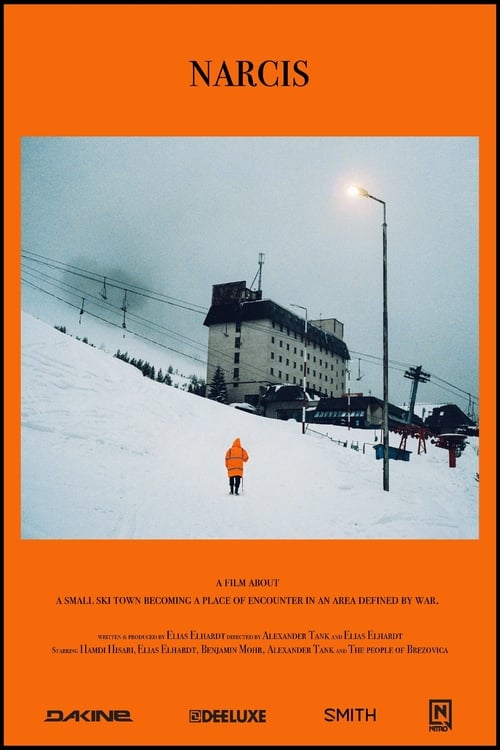 NARCIS
A FILM ABOUT
A SMALL SKI TOWN BECOMING A PLACE OF ENCOUNTER IN AN AREA DEFINED BY WAR.
WRITEN & PRODUCED BY ELIAS ELHARDT DIRECTED BY ALEXANDER TANK AND ELIAS ELHARDT
STARRING HAMDI HISARI, ELIAS ELHARDT, BENJAMIN MOHR, ALEXANDER TANK AND THE PEOPLE OF BREZOVICA
DAKINE DEELUXE SMITH N NITRO